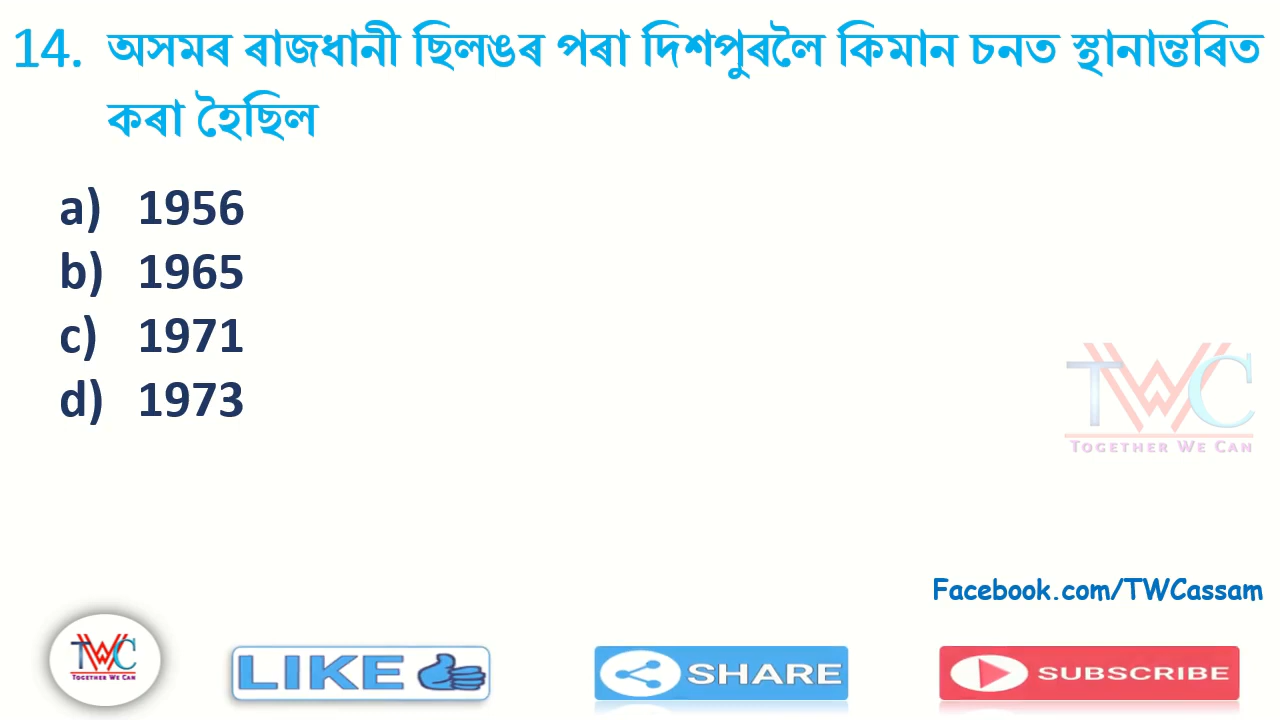 14. অসমৰ ৰাজধানী ছিলঙৰ পৰা দিশপুৰলৈ কিমান চনত স্থানান্তৰিত
কৰা হৈছিল
a) 1956
b) 1965
c) 1971
d) 1973
TWC
TOGETHER WE CAN
Facebook.com/TWCassam
TWC
TOGETHER WE CAN
LIKE
SHARE
SUBSCRIBE